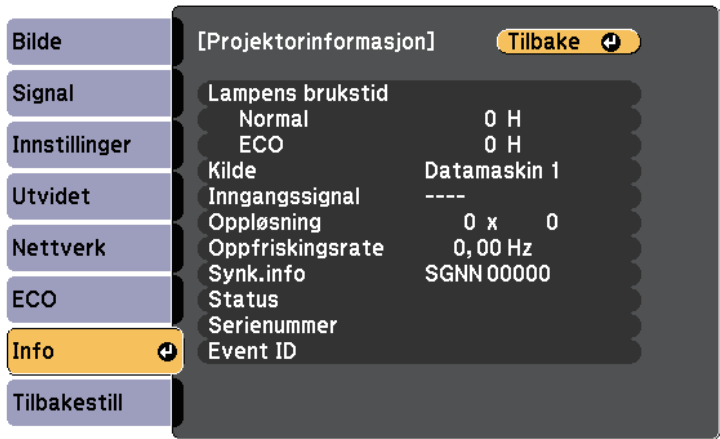 Bilde
Signal
Innstillinger
Utvidet
Nettverk
ECO
Info
Tilbakestill
[Projektorinformasjon] Tilbake
Lampens brukstid
Normal 0 H
ECO 0 H
Kilde Datamaskin 1
Inngangssignal ----
Oppløsning 0 x 0
Oppfriskingsrate 0,00 Hz
Synk.info SGNN 00000
Status
Serienummer
Event ID